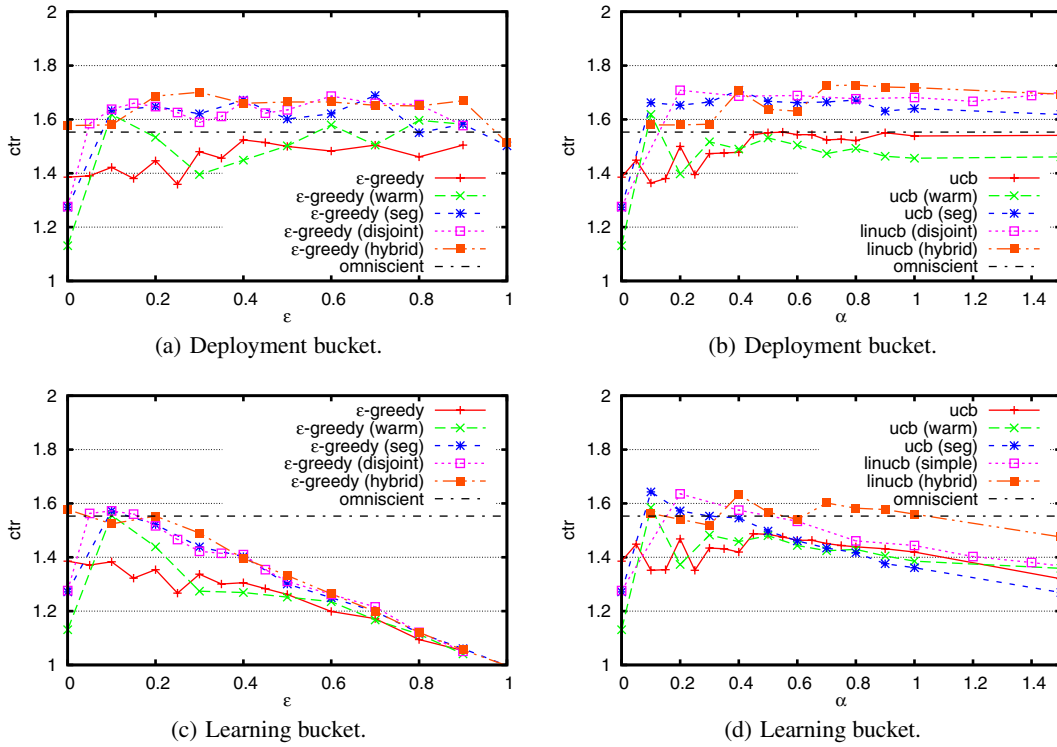 2
1.8
1.6
1.4
1.2
1
ctr
ε-greedy
ε-greedy (warm)
ε-greedy (seg)
ε-greedy (disjoint)
ε-greedy (hybrid)
omniscient
0 0.2 0.4 0.6 0.8 1
ε
(a) Deployment bucket.
2
1.8
1.6
1.4
1.2
1
ctr
ucb
ucb (warm)
ucb (seg)
linucb (disjoint)
linucb (hybrid)
omniscient
0 0.2 0.4 0.6 0.8 1 1.2 1.4
α
(b) Deployment bucket.
2
1.8
1.6
1.4
1.2
1
ctr
ε-greedy
ε-greedy (warm)
ε-greedy (seg)
ε-greedy (disjoint)
ε-greedy (hybrid)
omniscient
0 0.2 0.4 0.6 0.8 1
ε
(c) Learning bucket.
2
1.8
1.6
1.4
1.2
1
ctr
ucb
ucb (warm)
ucb (seg)
linucb (simple)
linucb (hybrid)
omniscient
0 0.2 0.4 0.6 0.8 1 1.2 1.4
α
(d) Learning bucket.